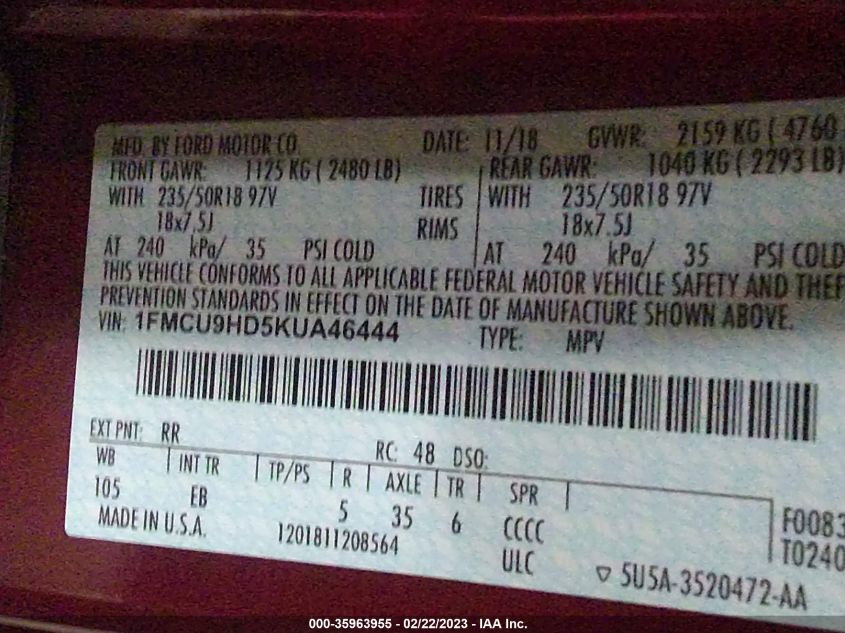 MFD. BY FORD MOTOR CO. DATE: 11/18 GVWR: 2159 KG ( 4760
FRONT GAWR: 1125 KG ( 2480 LB) REAR GAWR: 1040 KG ( 2293 LB)
WITH 235/50R18 97V TIRES WITH 235/50R18 97V
18x7.5J RIMS 18x7.5J
AT 240 kPa/ 35 PSI COLD AT 240 kPa/ 35 PSI COLD
THIS VEHICLE CONFORMS TO ALL APPLICABLE FEDERAL MOTOR VEHICLE SAFETY AND THEF
PREVENTION STANDARDS IN EFFECT ON THE DATE OF MANUFACTURE SHOWN ABOVE.
VIN: 1FMCU9HD5KUA46444 TYPE: MPV
EXT PNT: RR RC: 48 DSO:
WB INT TR TP/PS R AXLE TR SPR
105 EB 5 35 6 CCCC F0083
MADE IN U.S.A. 1201811208564 ULC T0240
▽ 5U5A-3520472-AA
000-35963955 - 02/22/2023 - IAA Inc.